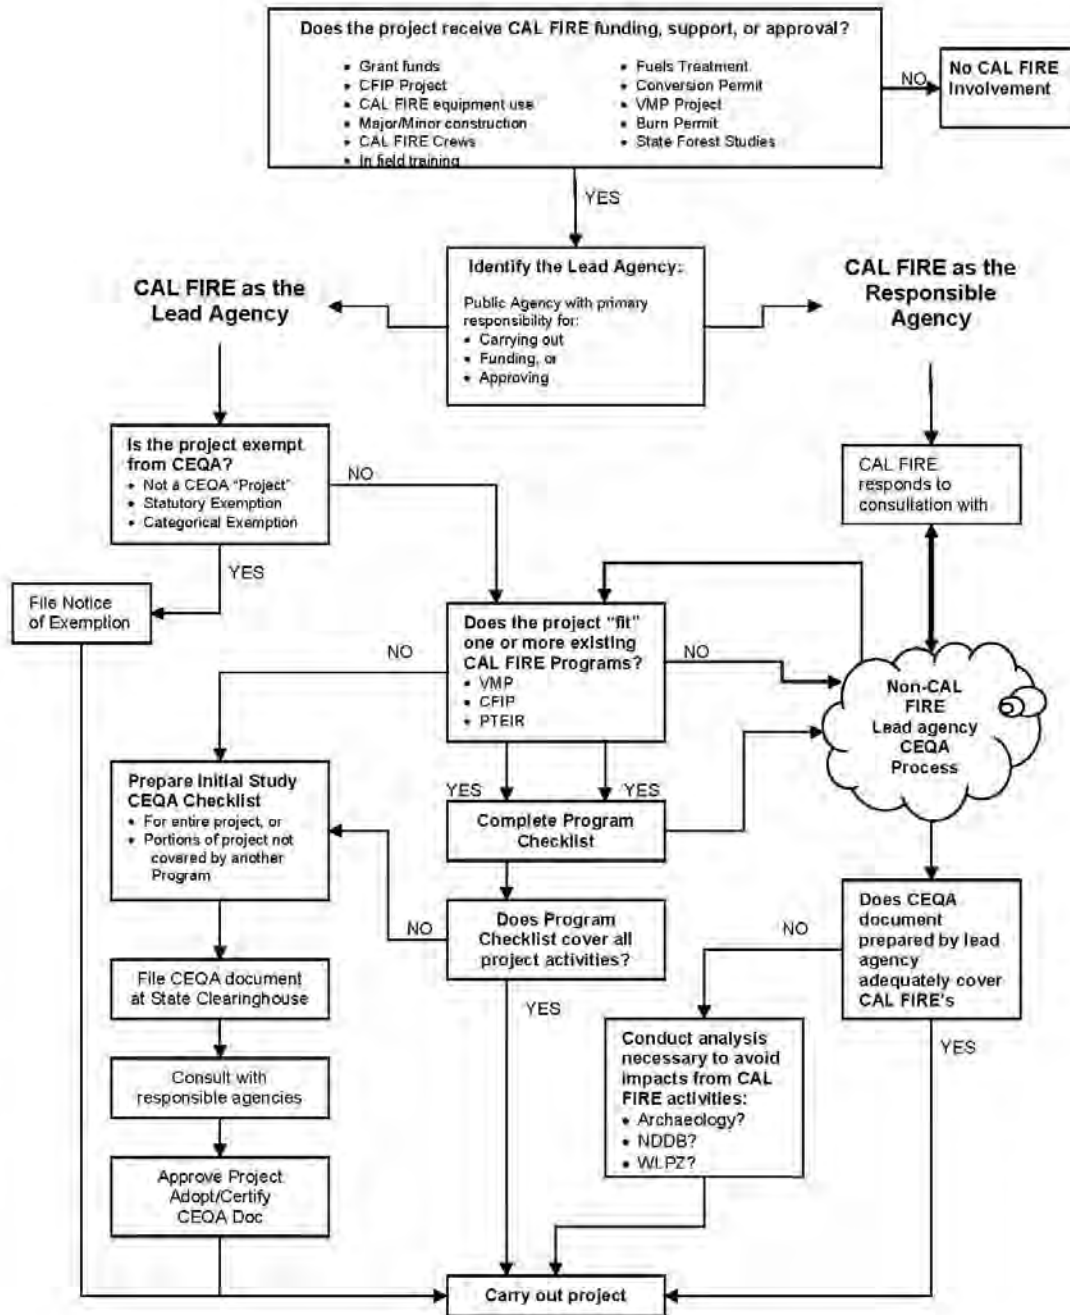 Does the project receive CAL FIRE funding, support, or approval?
• Grant funds
• CFIP Project
• CAL FIRE equipment use
• Major/Minor construction
• CAL FIRE Crews
• In field training
• Fuels Treatment
• Conversion Permit
• VMP Project
• Burn Permit
• State Forest Studies
NO
No CAL FIRE
Involvement
YES
Identify the Lead Agency:
Public Agency with primary
responsibility for:
• Carrying out
• Funding, or
• Approving
CAL FIRE as the
Lead Agency
CAL FIRE as the
Responsible
Agency
Is the project exempt
from CEQA?
• Not a CEQA “Project”
• Statutory Exemption
• Categorical Exemption
NO
CAL FIRE
responds to
consultation with
YES
File Notice
of Exemption
Does the project “fit”
one or more existing
CAL FIRE Programs?
• VMP
• CFIP
• PTEIR
NO
NO
Non-CAL
FIRE
Lead agency
CEQA
Process
Prepare Initial Study
CEQA Checklist
• For entire project, or
• Portions of project not
covered by another
Program
YES
YES
Complete Program
Checklist
Does Program
Checklist cover all
project activities?
NO
YES
Does CEQA
document
prepared by lead
agency
adequately cover
CAL FIRE's
NO
YES
File CEQA document
at State Clearinghouse
Consult with
responsible agencies
Approve Project
Adopt/Certify
CEQA Doc
Conduct analysis
necessary to avoid
impacts from CAL
FIRE activities:
• Archaeology?
• NDDB?
• WLPZ?
Carry out project